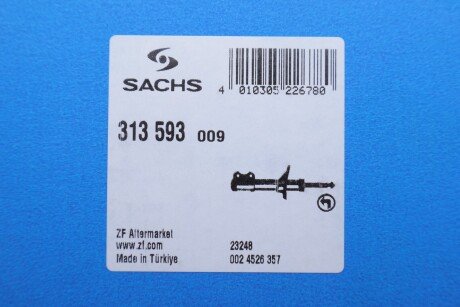 SACHS
4 010305 226780
313 593 009
ZF Aftermarket
www.zf.com
Made in Türkiye
23248
002 4526 357